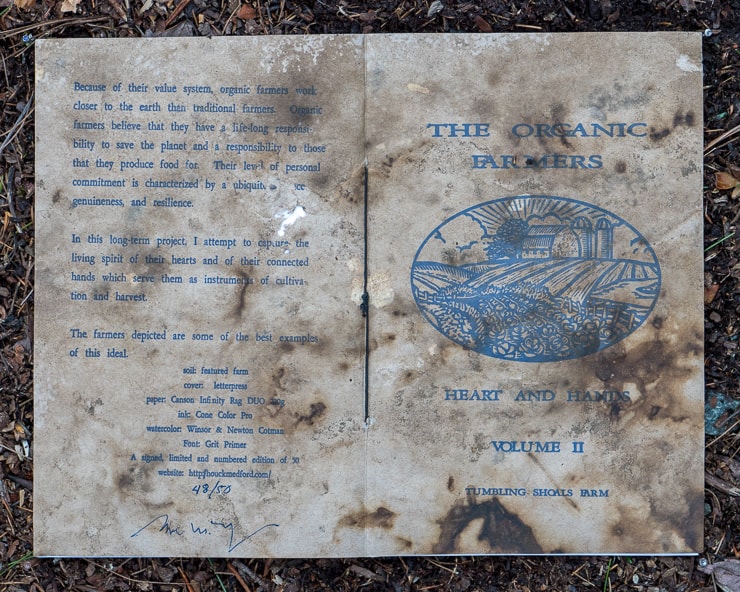 Because of their value system, organic farmers work
closer to the earth than traditional farmers. Organic
farmers believe that they have a life-long responsi-
bility to save the planet and a responsibility to those
that they produce food for. Their level of personal
commitment is characterized by a
genuineness, and resilience.
In this long-term project, I attempt to capture the
living spirit of their hearts and of their connected
hands which serve them as instruments of cultiva-
tion and harvest.
The farmers depicted are some of the best examples
of this ideal.
soil: featured farm
cover: letterpress
paper: Canson Infinity Rag DUO
ink: Cone Color Pro
watercolor: Winsor & Newton Cotman
Font: Grit Primer
A signed, limited and numbered edition of 50
website: http://houckmedford.com/
48/50
THE ORGANIC
FARMERS
HEART AND HANDS
VOLUME II
TUMBLING SHOALS FARM